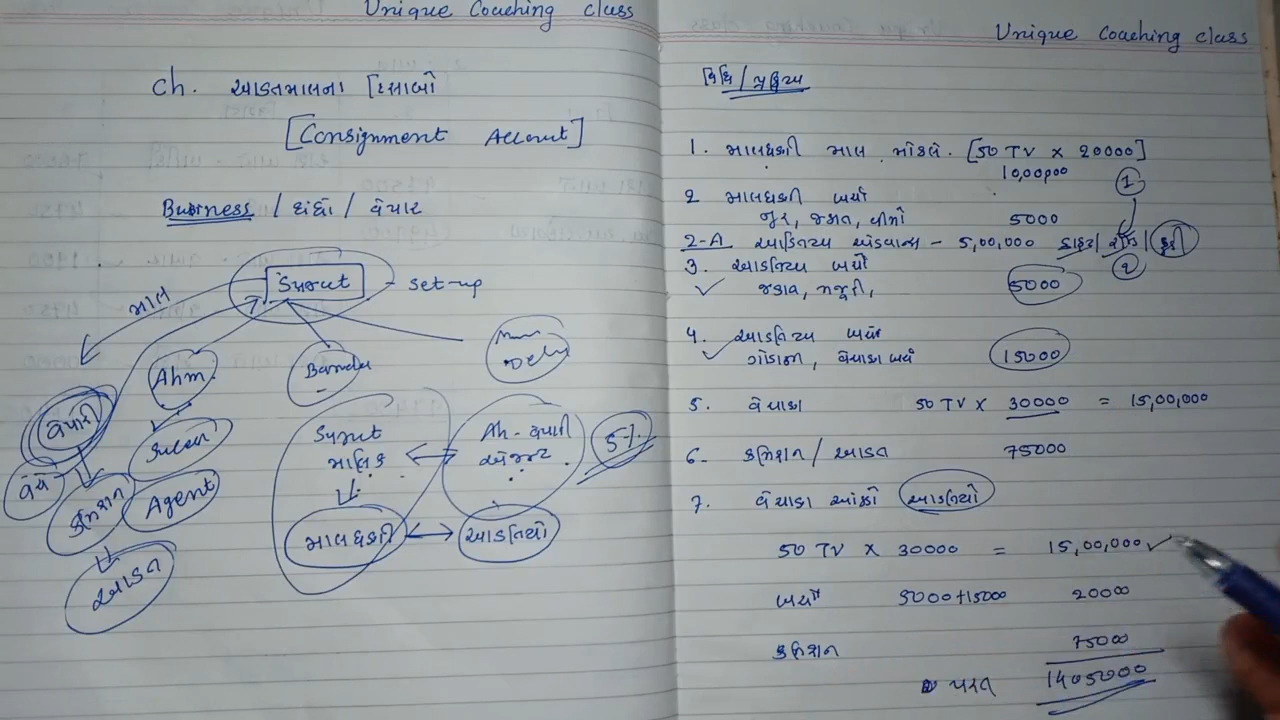 Unique Coaching class
ch. આડતમાલના હિસાબો
[Consignment Account]
Business / ધંધો / વેપાર
Surat - set-up
માલ
Ahm.
Baroda
Delhi
વેપારી
વેચે
કમિશન
Agent
આડત
Surat માલિક
Ah - વેપારી એજન્ટ
5%
માલધણી
આડતિયો
Unique Coaching class
વિધિ /
1. માલધણી માલ મોકલે. [50 TV x 20000]
10,00,000
1
2 માલધણી ખર્ચા
નુર, જકાત, વીમો 5000
2-A આડતિયા એડવાન્સ - 5,00,000
2
3. આડતિયા ખર્ચા
જકાત, મજૂરી, 5000
4. આડતિયા ખર્ચા
ગોડાઉન, વેચાણ ખર્ચ 15000
5. વેચાણ 50 TV x 30000 = 15,00,000
6- કમિશન / આડત 75000
7. વેચાણ આંકડો આડતિયો
50 TV x 30000 = 15,00,000
ખર્ચા 5000+15000 20000
કમિશન 75000
પરત 1405000